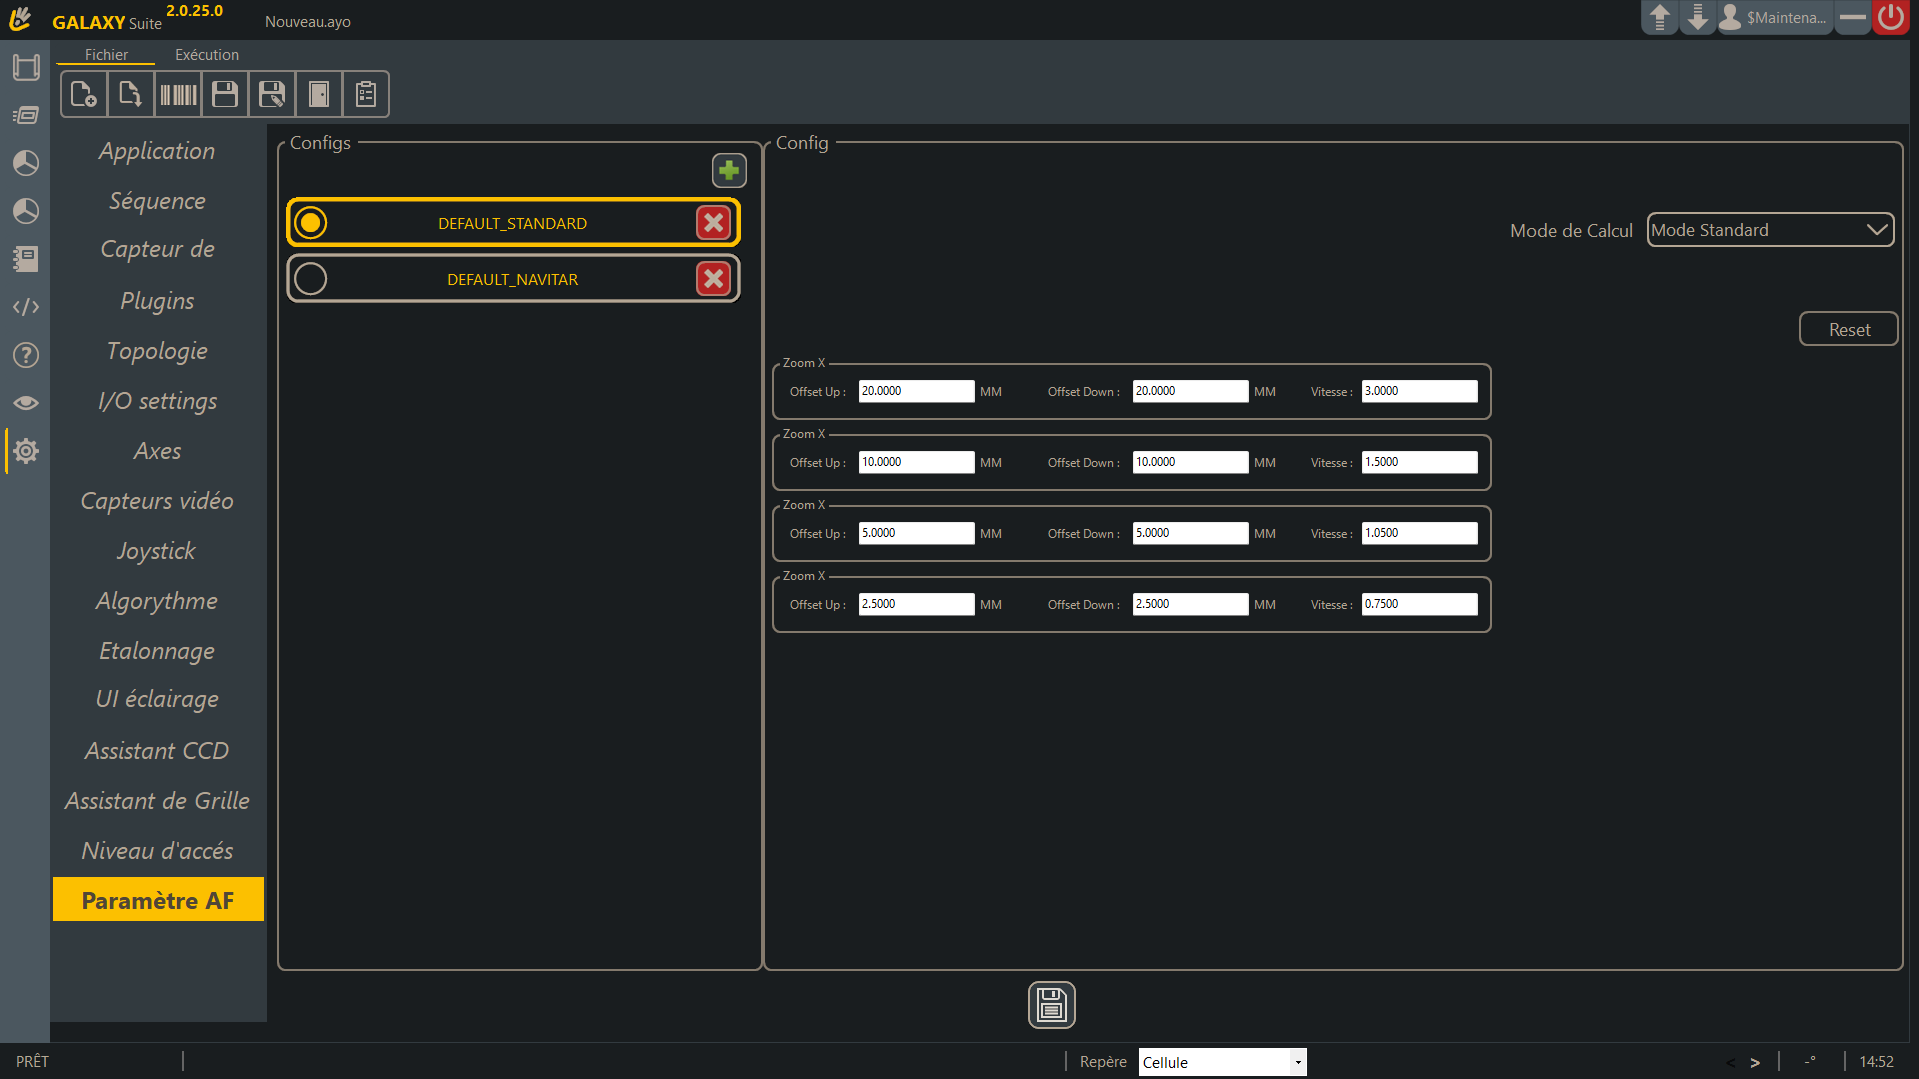 GALAXY Suite 2.0.25.0
Nouveau.ayo
$Maintena...
Fichier
Exécution
Application
Séquence
Capteur de
Plugins
Topologie
I/O settings
Axes
Capteurs vidéo
Joystick
Algorythme
Etalonnage
UI éclairage
Assistant CCD
Assistant de Grille
Niveau d'accés
Paramètre AF
Configs
DEFAULT_STANDARD
DEFAULT_NAVITAR
Config
Mode de Calcul Mode Standard
Reset
Zoom X
Offset Up : 20.0000 MM Offset Down : 20.0000 MM Vitesse : 3.0000
Zoom X
Offset Up : 10.0000 MM Offset Down : 10.0000 MM Vitesse : 1.5000
Zoom X
Offset Up : 5.0000 MM Offset Down : 5.0000 MM Vitesse : 1.0500
Zoom X
Offset Up : 2.5000 MM Offset Down : 2.5000 MM Vitesse : 0.7500
PRÊT
Repère Cellule
< >
-°
14:52